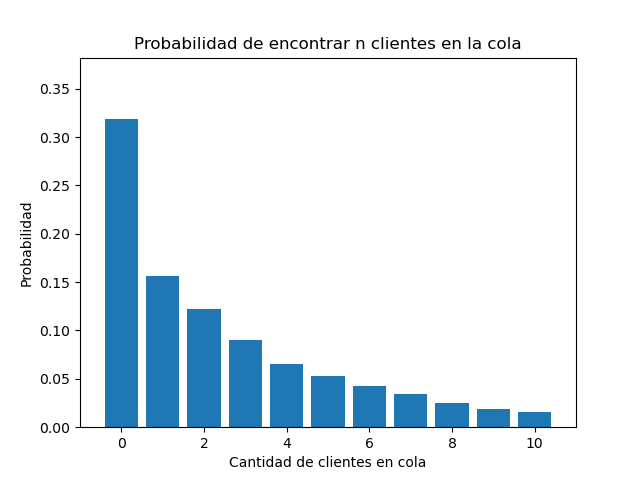 Probabilidad de encontrar n clientes en la cola
0.35
0.30
0.25
0.20
0.15
0.10
0.05
0.00
Probabilidad
0 2 4 6 8 10
Cantidad de clientes en cola